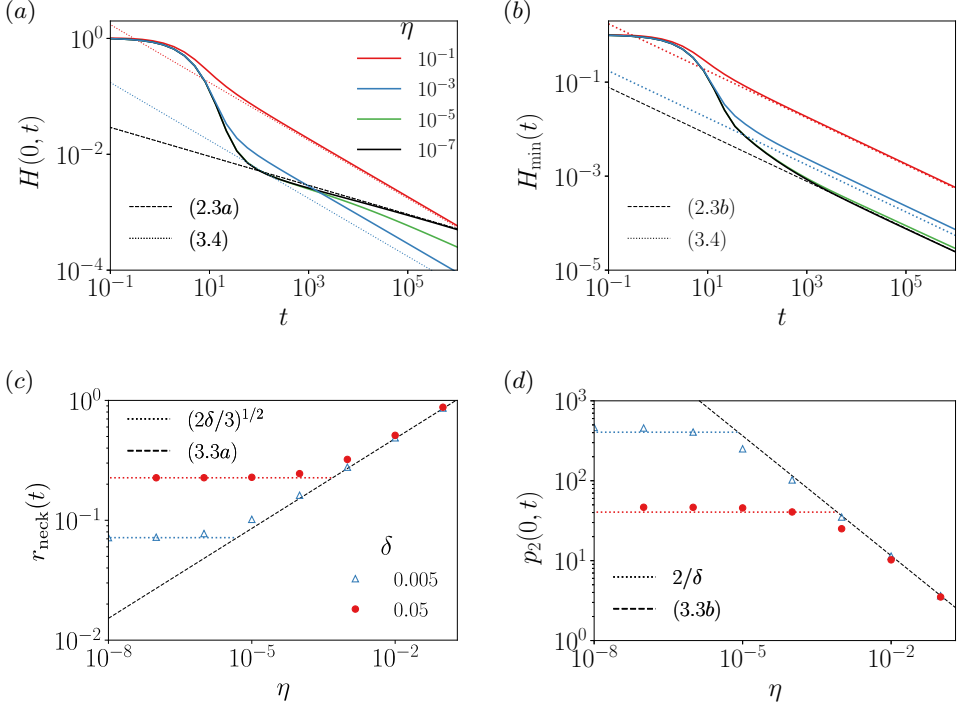 (a)
10^0
10^{-2}
10^{-4}
H(0, t)
η
10^{-1}
10^{-3}
10^{-5}
10^{-7}
(2.3a)
(3.4)
10^{-1} 10^1 10^3 10^5
t
(b)
10^{-1}
10^{-3}
10^{-5}
H_{min}(t)
(2.3b)
(3.4)
10^{-1} 10^1 10^3 10^5
t
(c)
10^0
10^{-1}
10^{-2}
r_{neck}(t)
(2δ/3)^{1/2}
(3.3a)
δ
0.005
0.05
10^{-8} 10^{-5} 10^{-2}
η
(d)
10^3
10^2
10^1
10^0
p_2(0, t)
2/δ
(3.3b)
10^{-8} 10^{-5} 10^{-2}
η